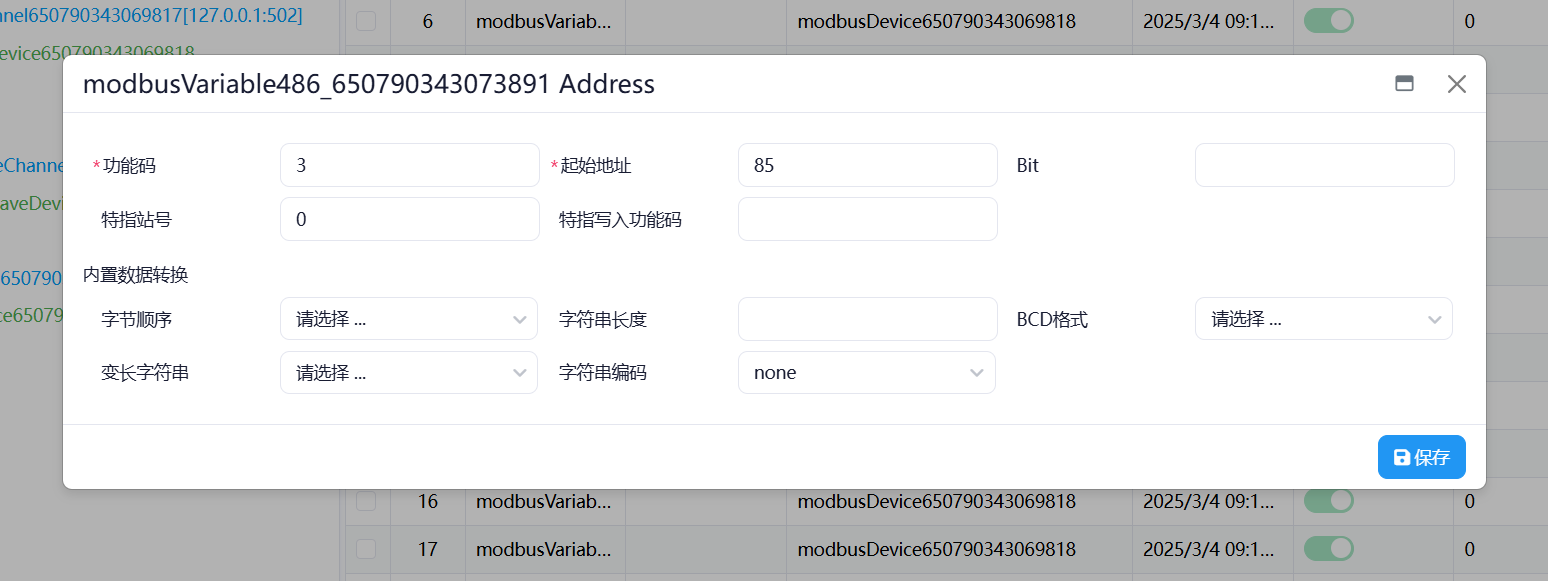 nnel650790343069817[127.0.0.1:502]
6 modbusVariab... modbusDevice650790343069818 2025/3/4 09:1... 0
evice650790343069818
modbusVariable486_650790343073891 Address
*功能码 3 *起始地址 85 Bit
eChanne
特指站号 0 特指写入功能码
aveDevi
内置数据转换
650790
字节顺序 请选择 ... 字符串长度 BCD格式 请选择 ...
ce65079
变长字符串 请选择 ... 字符串编码 none
保存
16 modbusVariab... modbusDevice650790343069818 2025/3/4 09:1... 0
17 modbusVariab... modbusDevice650790343069818 2025/3/4 09:1... 0